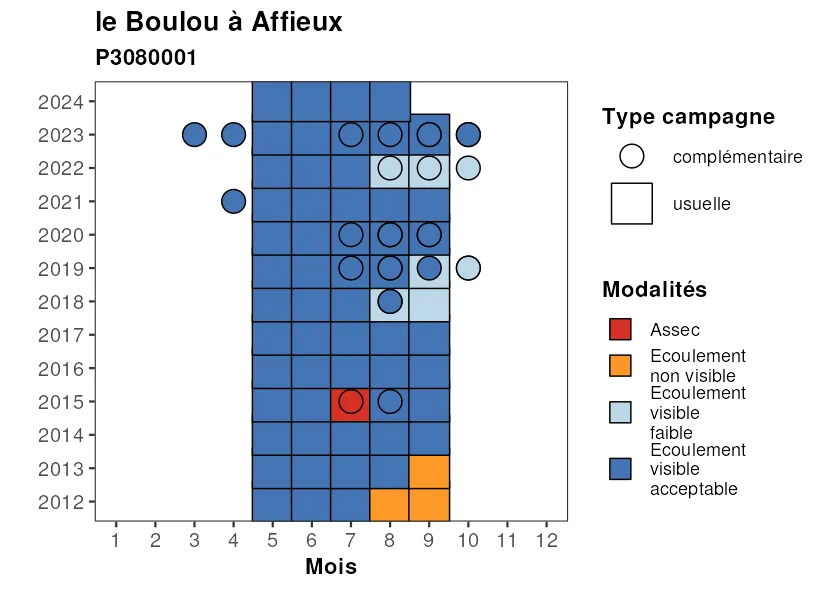 le Boulou à Affieux
P3080001
2024
2023
2022
2021
2020
2019
2018
2017
2016
2015
2014
2013
2012
1 2 3 4 5 6 7 8 9 10 11 12
Mois
Type campagne
complémentaire
usuelle
Modalités
Assec
Ecoulement
non visible
Ecoulement
visible
faible
Ecoulement
visible
acceptable